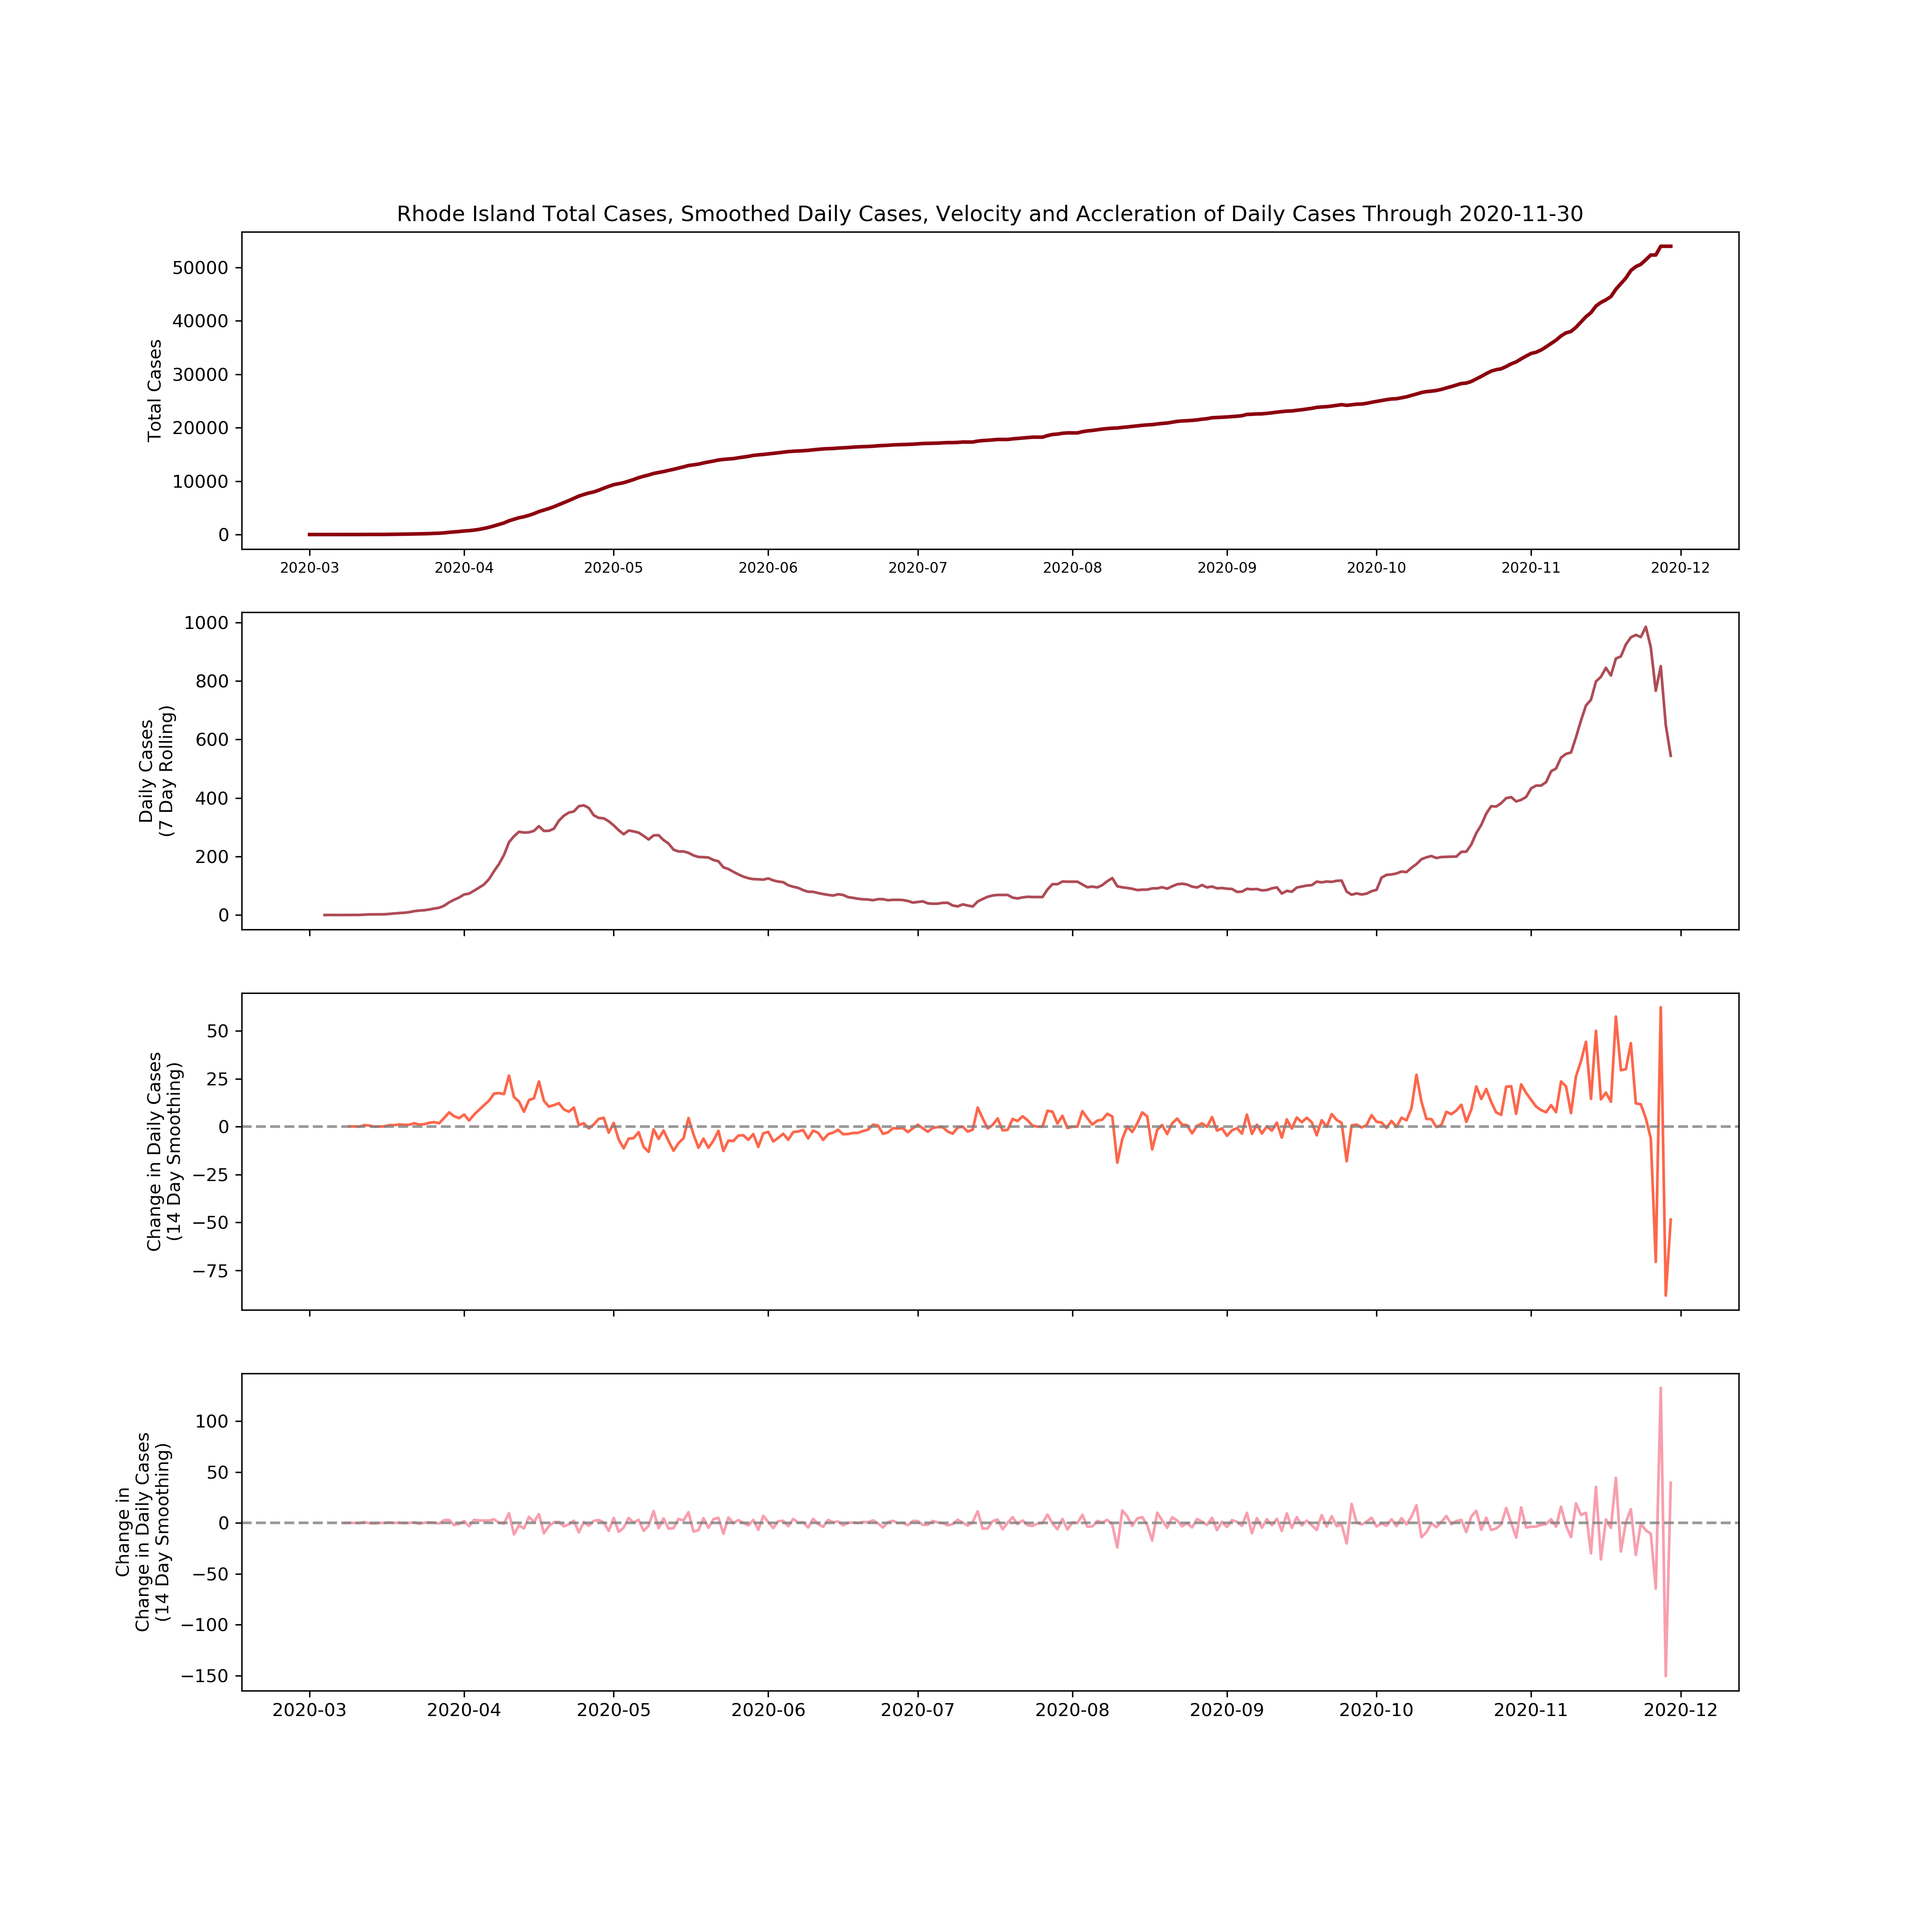 Rhode Island Total Cases, Smoothed Daily Cases, Velocity and Accleration of Daily Cases Through 2020-11-30
Total Cases
50000
40000
30000
20000
10000
0
2020-03 2020-04 2020-05 2020-06 2020-07 2020-08 2020-09 2020-10 2020-11 2020-12
Daily Cases
(7 Day Rolling)
1000
800
600
400
200
0
Change in Daily Cases
(14 Day Smoothing)
50
25
0
−25
−50
−75
Change in
Change in Daily Cases
(14 Day Smoothing)
100
50
0
−50
−100
−150
2020-03 2020-04 2020-05 2020-06 2020-07 2020-08 2020-09 2020-10 2020-11 2020-12